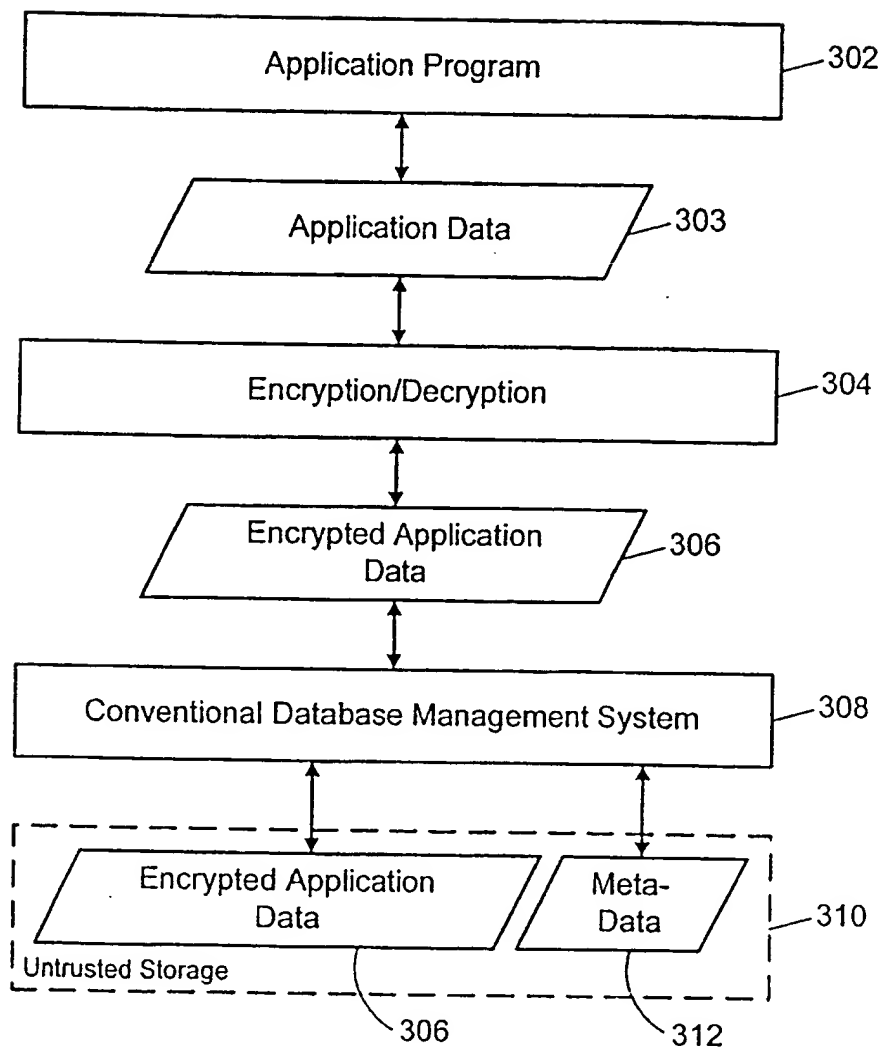 Application Program
302
Application Data
303
Encryption/Decryption
304
Encrypted Application
Data
306
Conventional Database Management System
308
Encrypted Application
Data
Meta-
Data
310
Untrusted Storage
306
312